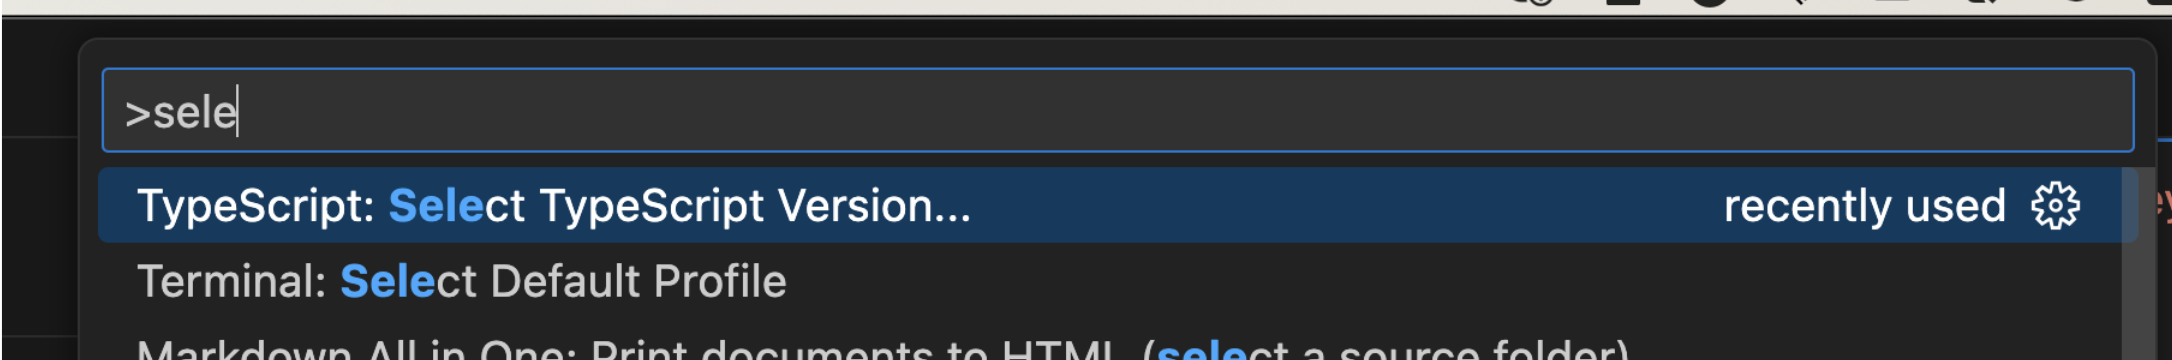 >sele
TypeScript: Select TypeScript Version... recently used
Terminal: Select Default Profile
Markdown All in One: Print documents to HTML (select a source folder)